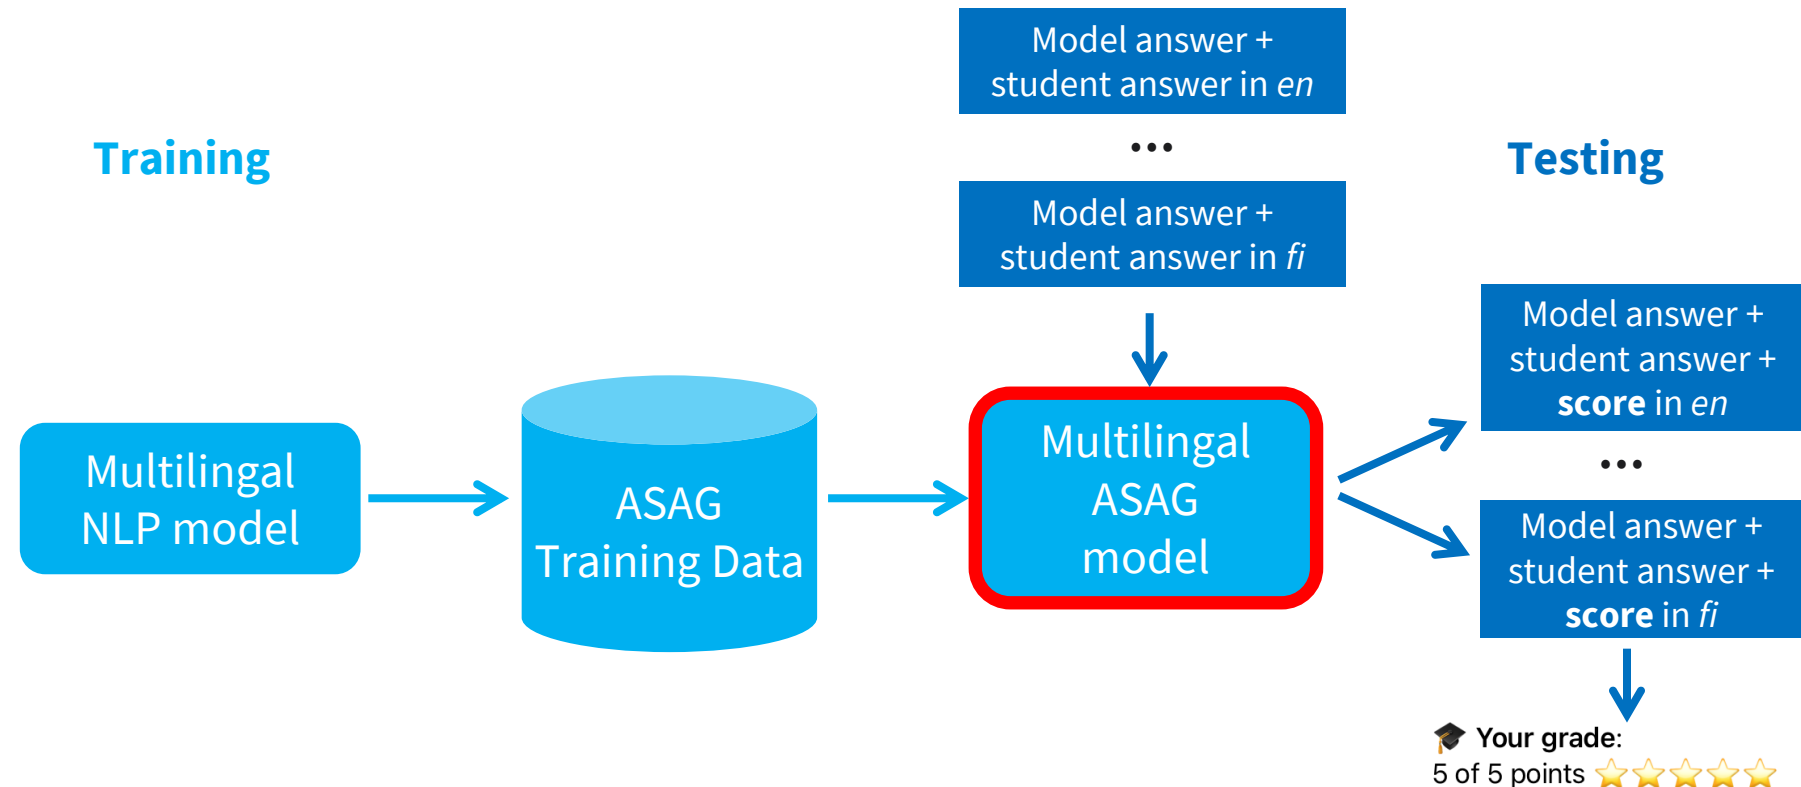 Training
Multilingal
NLP model
ASAG
Training Data
Model answer +
student answer in en
...
Model answer +
student answer in fi
Multilingal
ASAG
model
Testing
Model answer +
student answer +
score in en
...
Model answer +
student answer +
score in fi
Your grade:
5 of 5 points